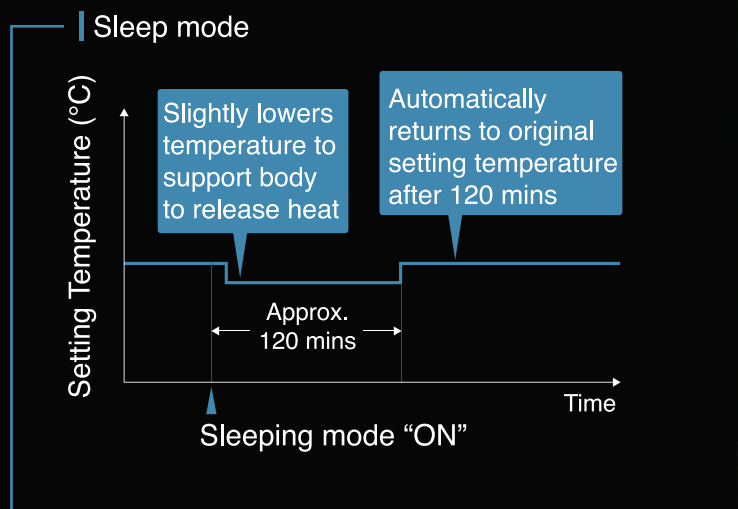 Sleep mode
Setting Temperature (°C)
Slightly lowers
temperature to
support body
to release heat
Automatically
returns to original
setting temperature
after 120 mins
Approx.
120 mins
Time
Sleeping mode “ON”